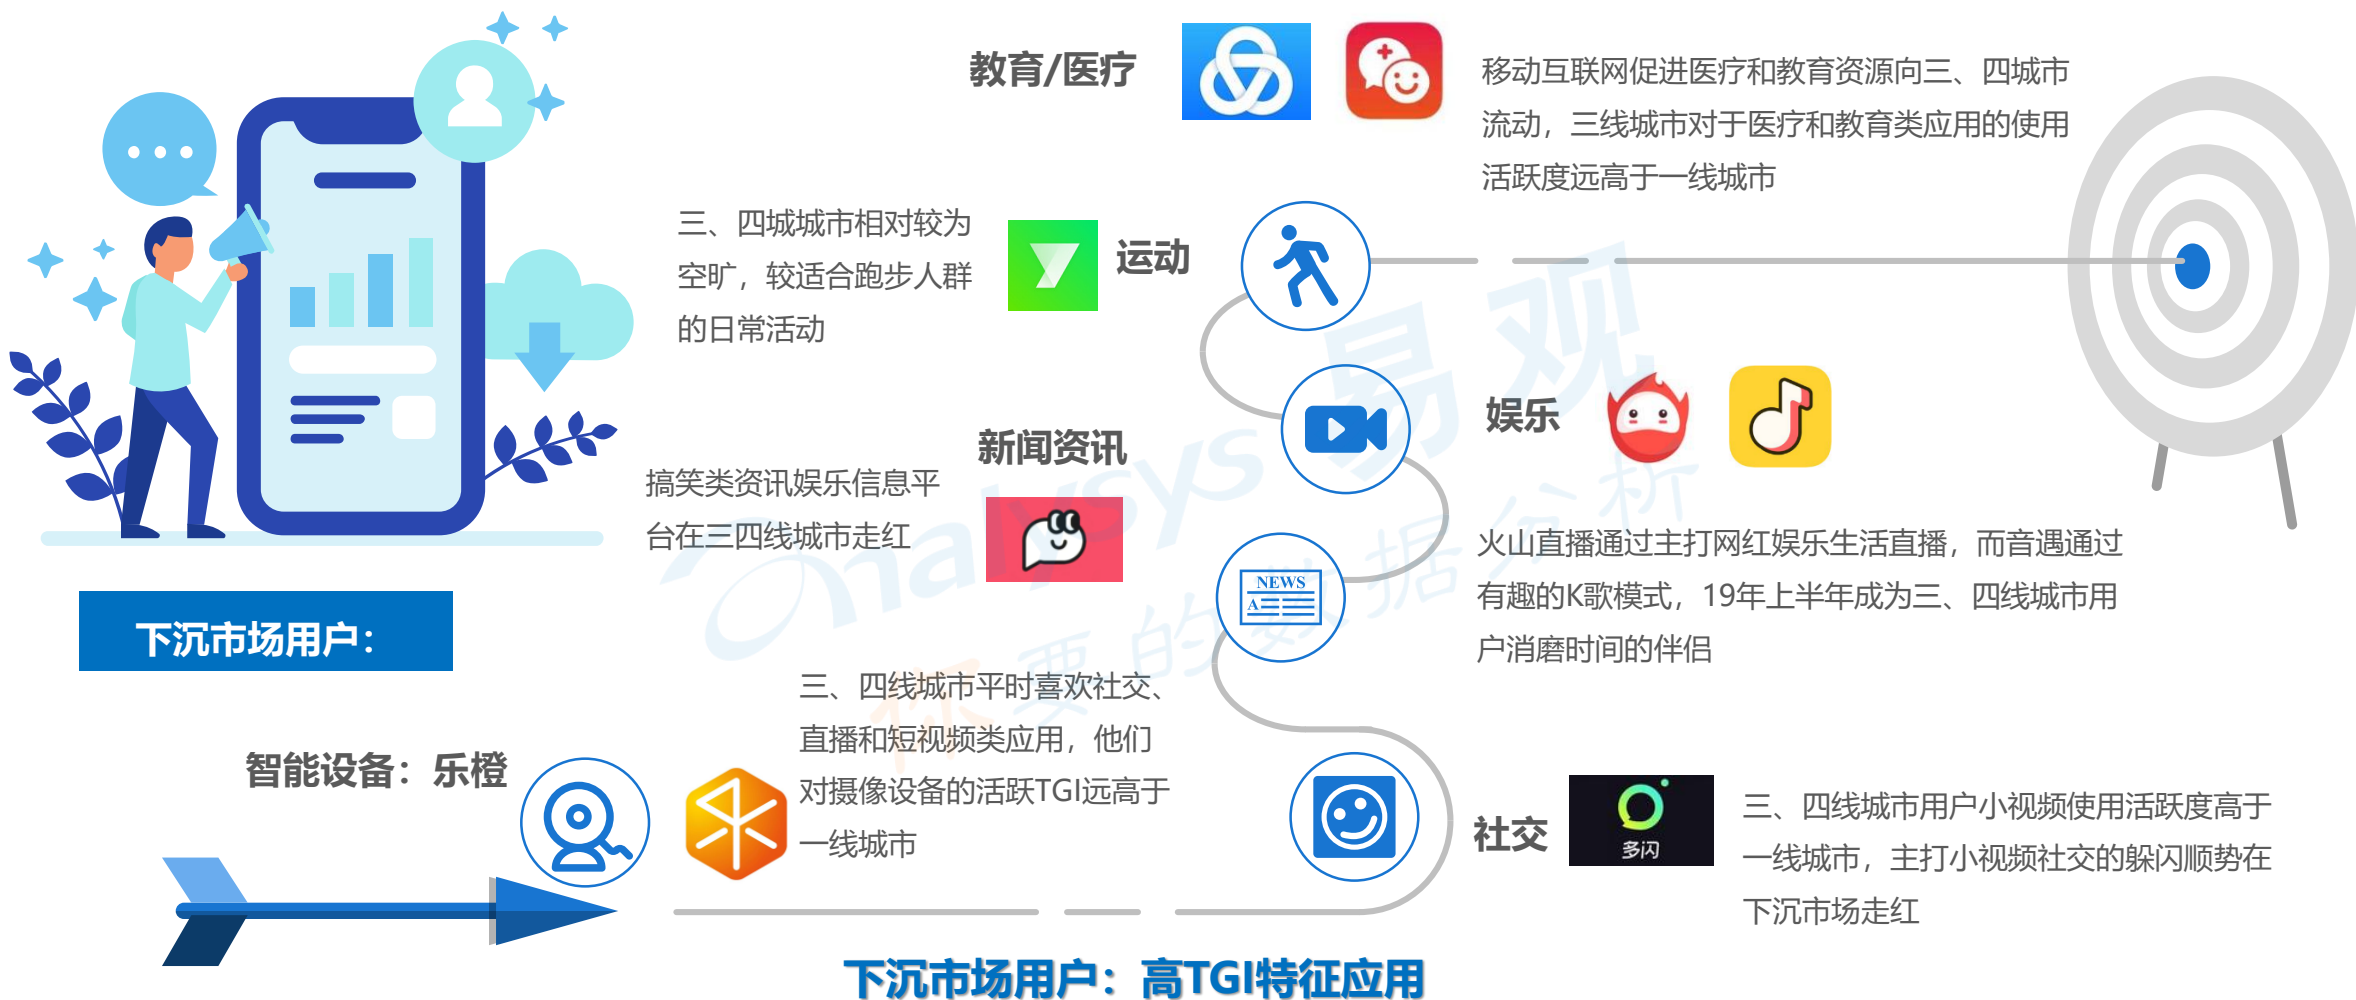 教育/医疗
移动互联网促进医疗和教育资源向三、四城市
流动，三线城市对于医疗和教育类应用的使用
活跃度远高于一线城市
三、四城城市相对较为
空旷，较适合跑步人群
的日常活动
运动
娱乐
新闻资讯
搞笑类资讯娱乐信息平
台在三四线城市走红
NEWS
A
火山直播通过主打网红娱乐生活直播，而音遇通过
有趣的K歌模式，19年上半年成为三、四线城市用
户消磨时间的伴侣
下沉市场用户：
三、四线城市平时喜欢社交、
直播和短视频类应用，他们
对摄像设备的活跃TGI远高于
一线城市
智能设备：乐橙
社交
多闪
三、四线城市用户小视频使用活跃度高于
一线城市，主打小视频社交的躲闪顺势在
下沉市场走红
下沉市场用户：高TGI特征应用
analysys 易观
你要的数据分析